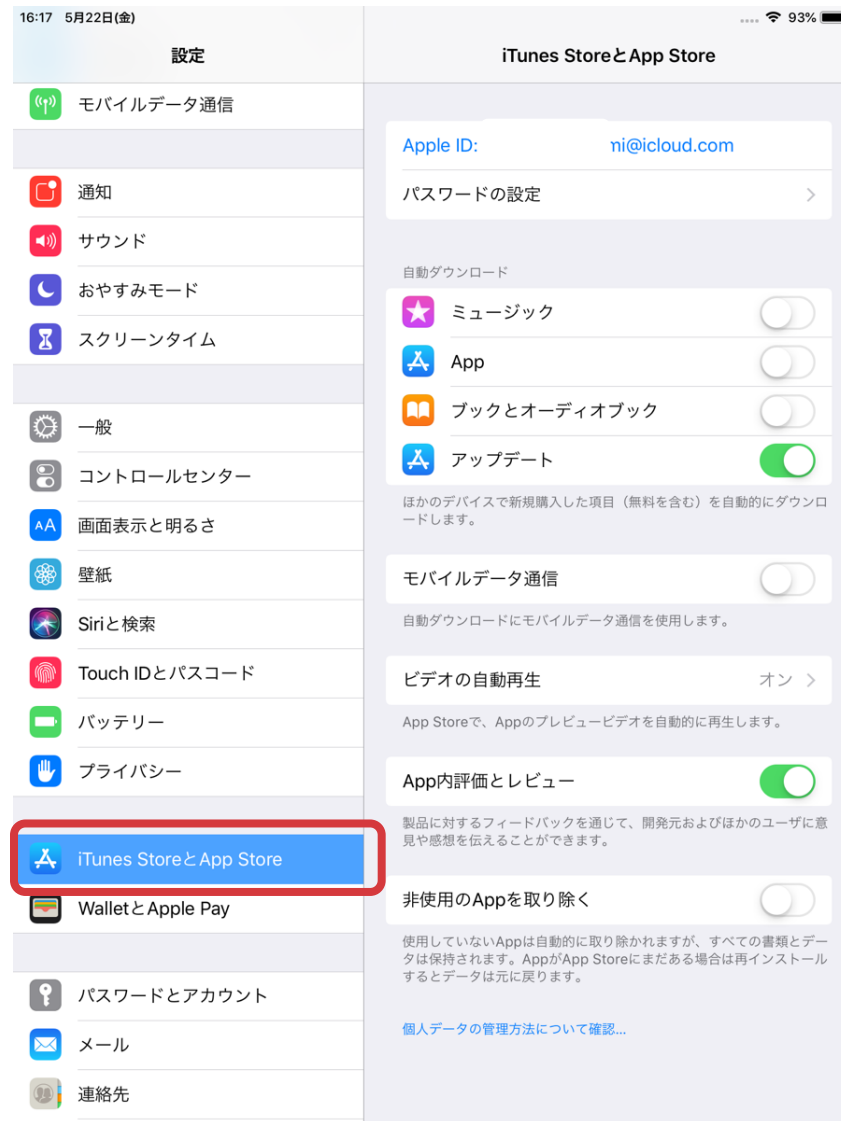 16:17 5月22日(金)
93%
設定
モバイルデータ通信
通知
サウンド
おやすみモード
スクリーンタイム
一般
コントロールセンター
AA 画面表示と明るさ
壁紙
Siriと検索
Touch IDとパスコード
バッテリー
プライバシー
iTunes StoreとApp Store
WalletとApple Pay
パスワードとアカウント
メール
連絡先
iTunes StoreとApp Store
Apple ID: ni@icloud.com
パスワードの設定
自動ダウンロード
ミュージック
App
ブックとオーディオブック
アップデート
ほかのデバイスで新規購入した項目（無料を含む）を自動的にダウンロ
ードします。
モバイルデータ通信
自動ダウンロードにモバイルデータ通信を使用します。
ビデオの自動再生 オン
App Storeで、Appのプレビュービデオを自動的に再生します。
App内評価とレビュー
製品に対するフィードバックを通じて、開発元およびほかのユーザに意
見や感想を伝えることができます。
非使用のAppを取り除く
使用していないAppは自動的に取り除かれますが、すべての書類とデー
タは保持されます。AppがApp Storeにまだある場合は再インストール
するとデータは元に戻ります。
個人データの管理方法について確認...